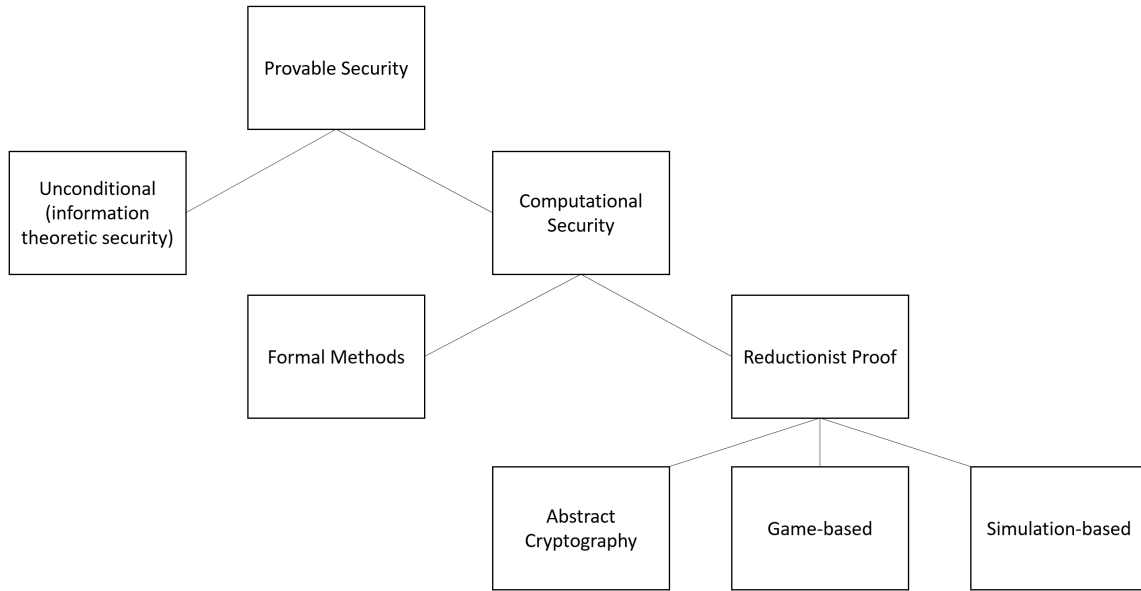 Provable Security
Unconditional
(information
theoretic security)
Computational
Security
Formal Methods
Reductionist Proof
Abstract
Cryptography
Game-based
Simulation-based